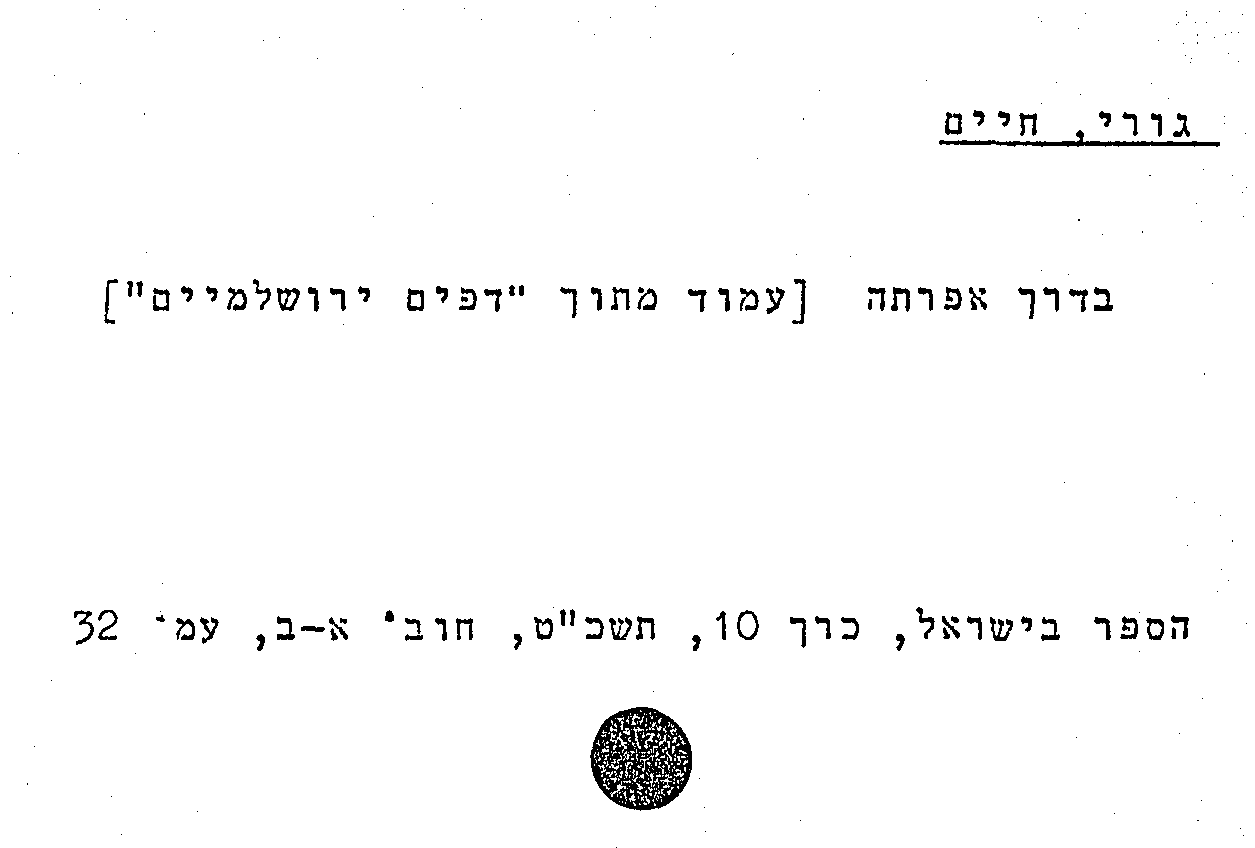 גורי, חיים
בדרך אפרתה [עמוד מתוך "דפים ירושלמיים"]
הספר בישראל, כרך 10, תשכ"ט, חוב' א-ב, עמ' 32